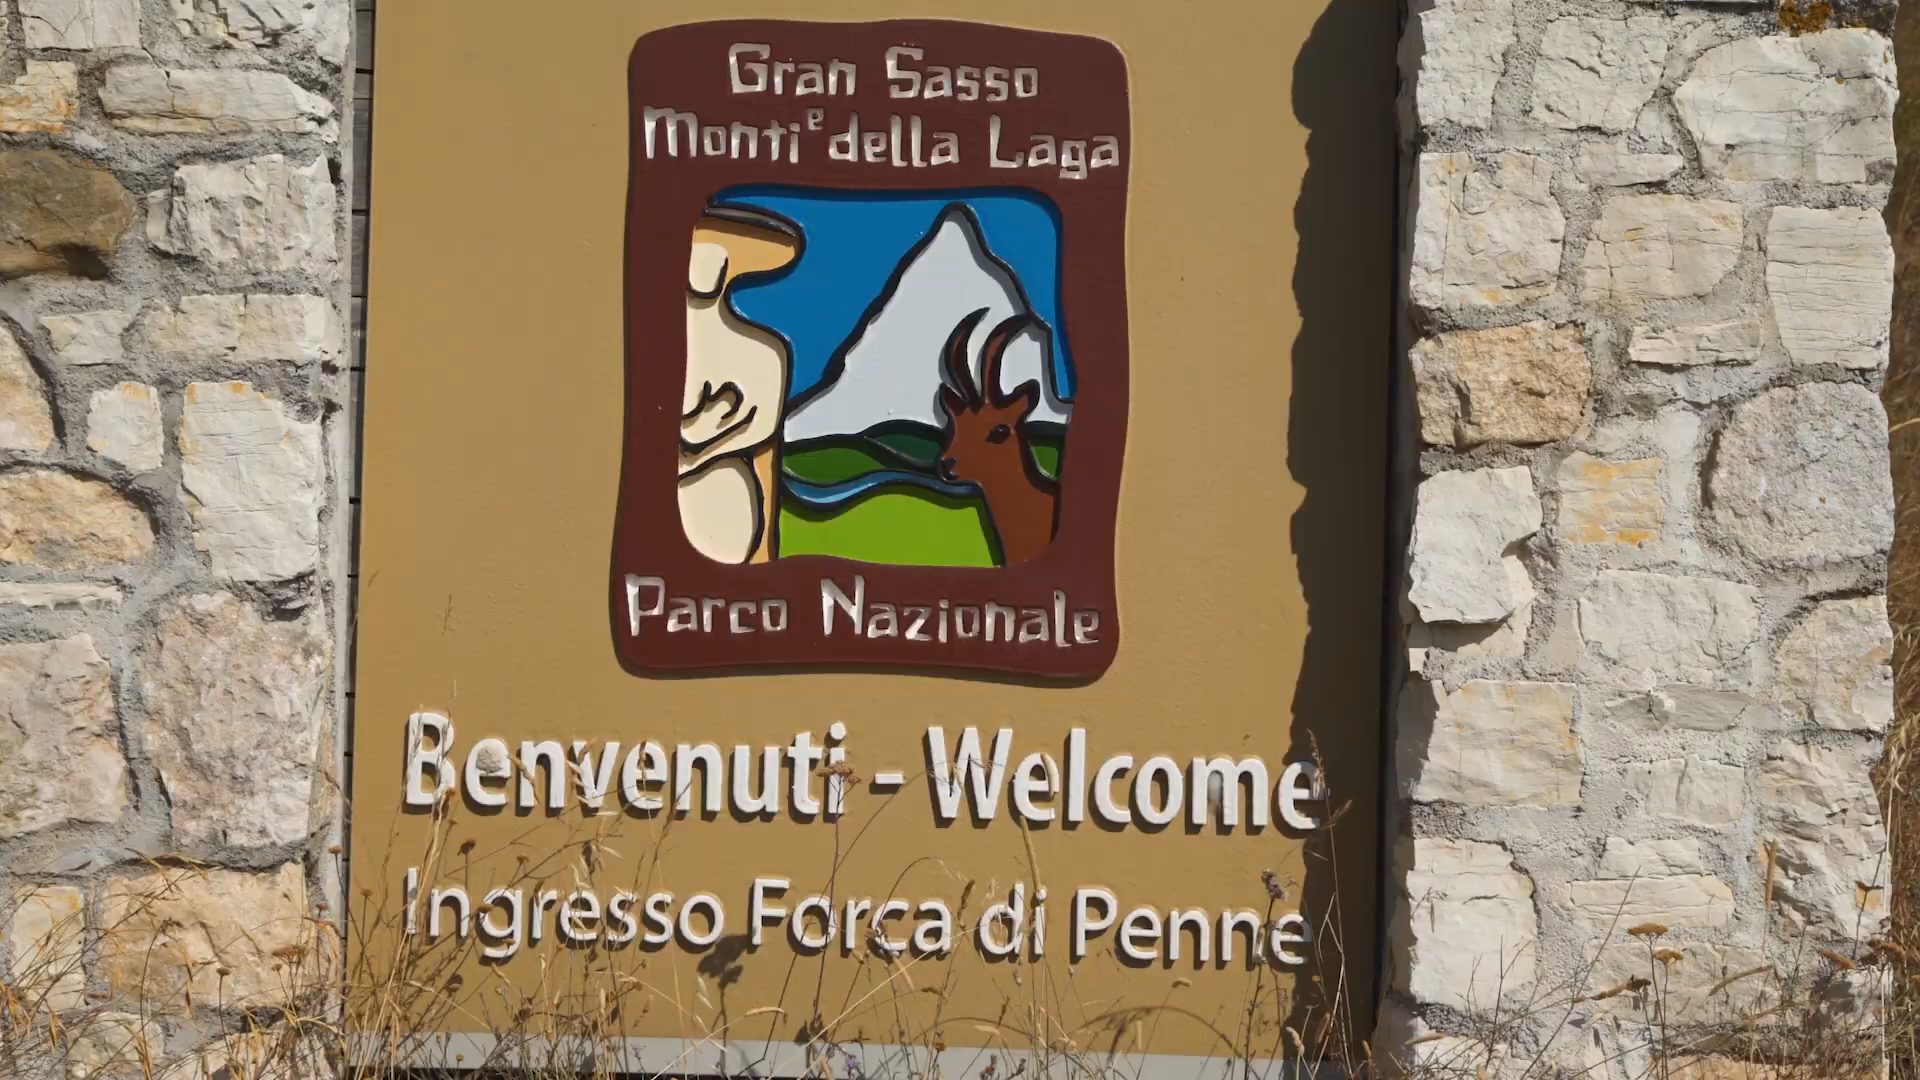 Gran Sasso
Monti e della Laga
Parco Nazionale
Benvenuti - Welcome
Ingresso Forca di Penne